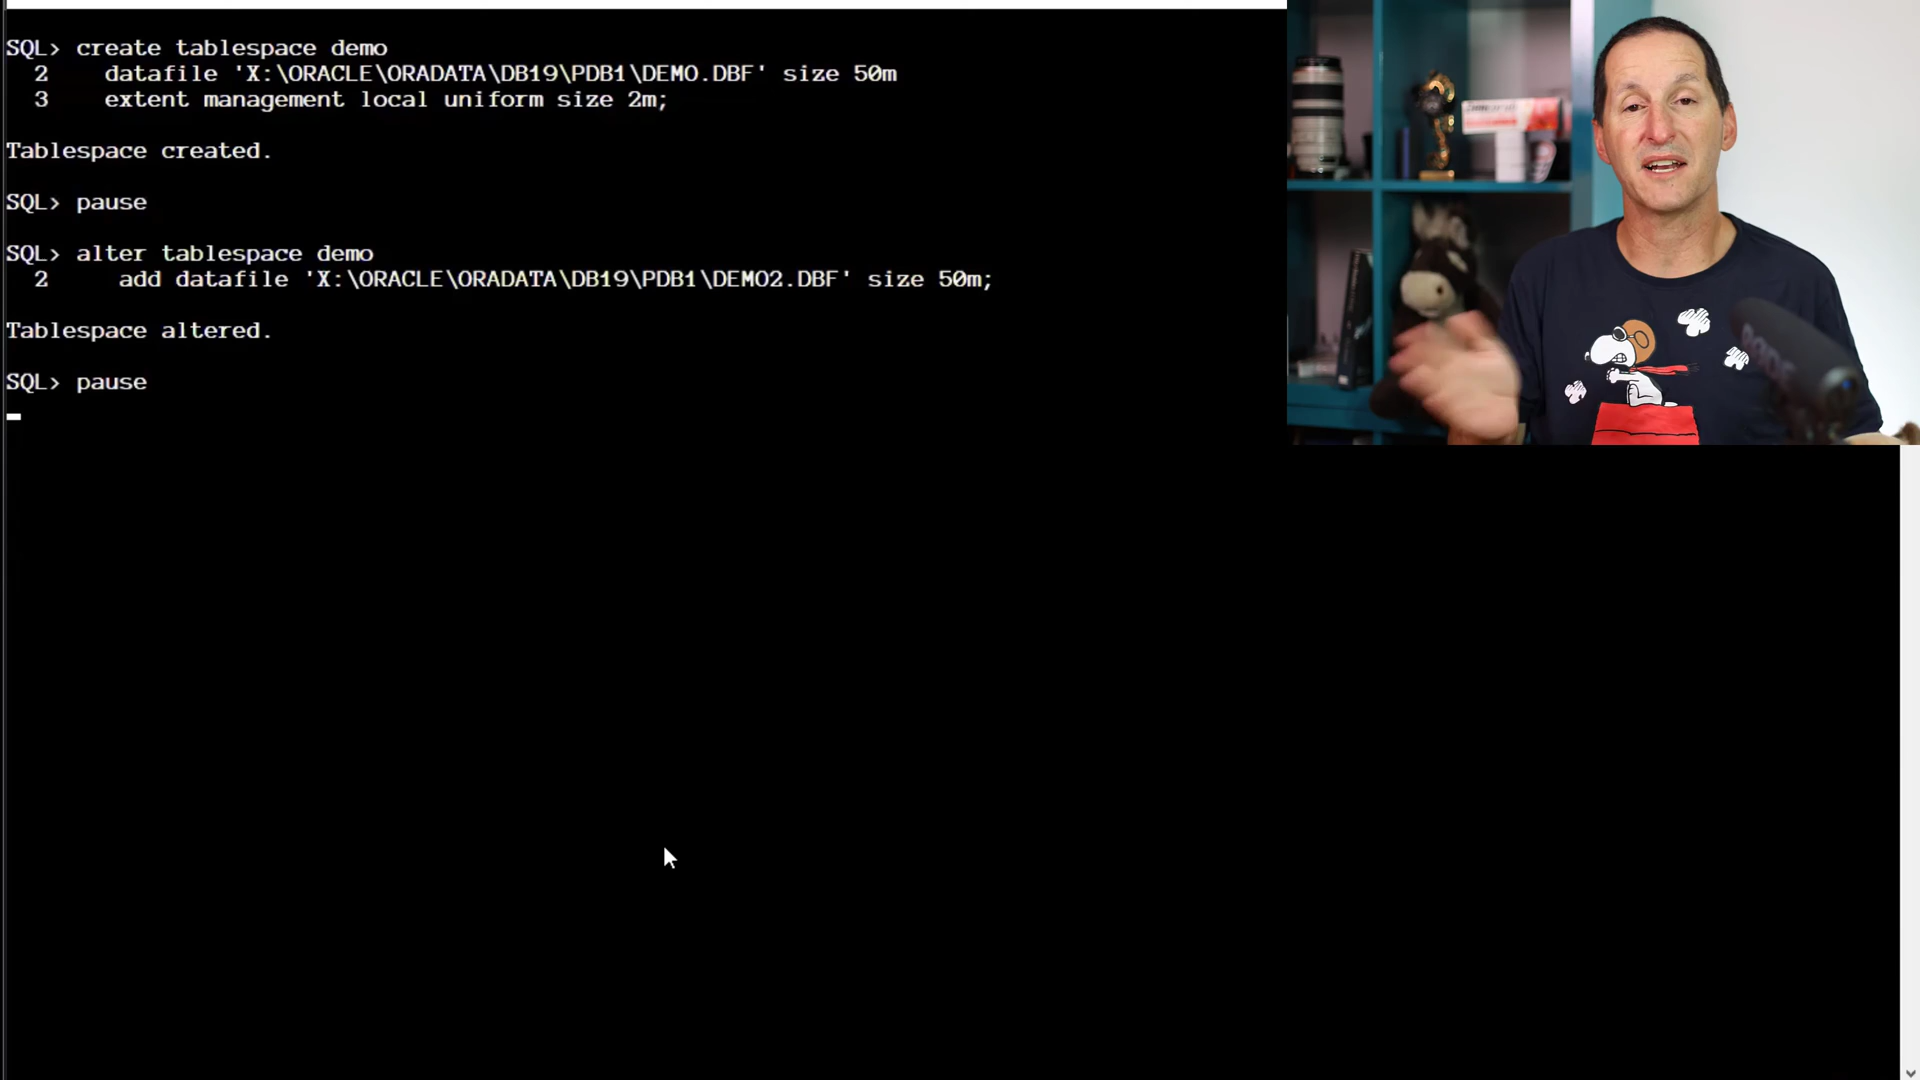 SQL> create tablespace demo
  2    datafile 'X:\ORACLE\ORADATA\DB19\PDB1\DEMO.DBF' size 50m
  3    extent management local uniform size 2m;
Tablespace created.
SQL> pause
SQL> alter tablespace demo
  2     add datafile 'X:\ORACLE\ORADATA\DB19\PDB1\DEMO2.DBF' size 50m;
Tablespace altered.
SQL> pause